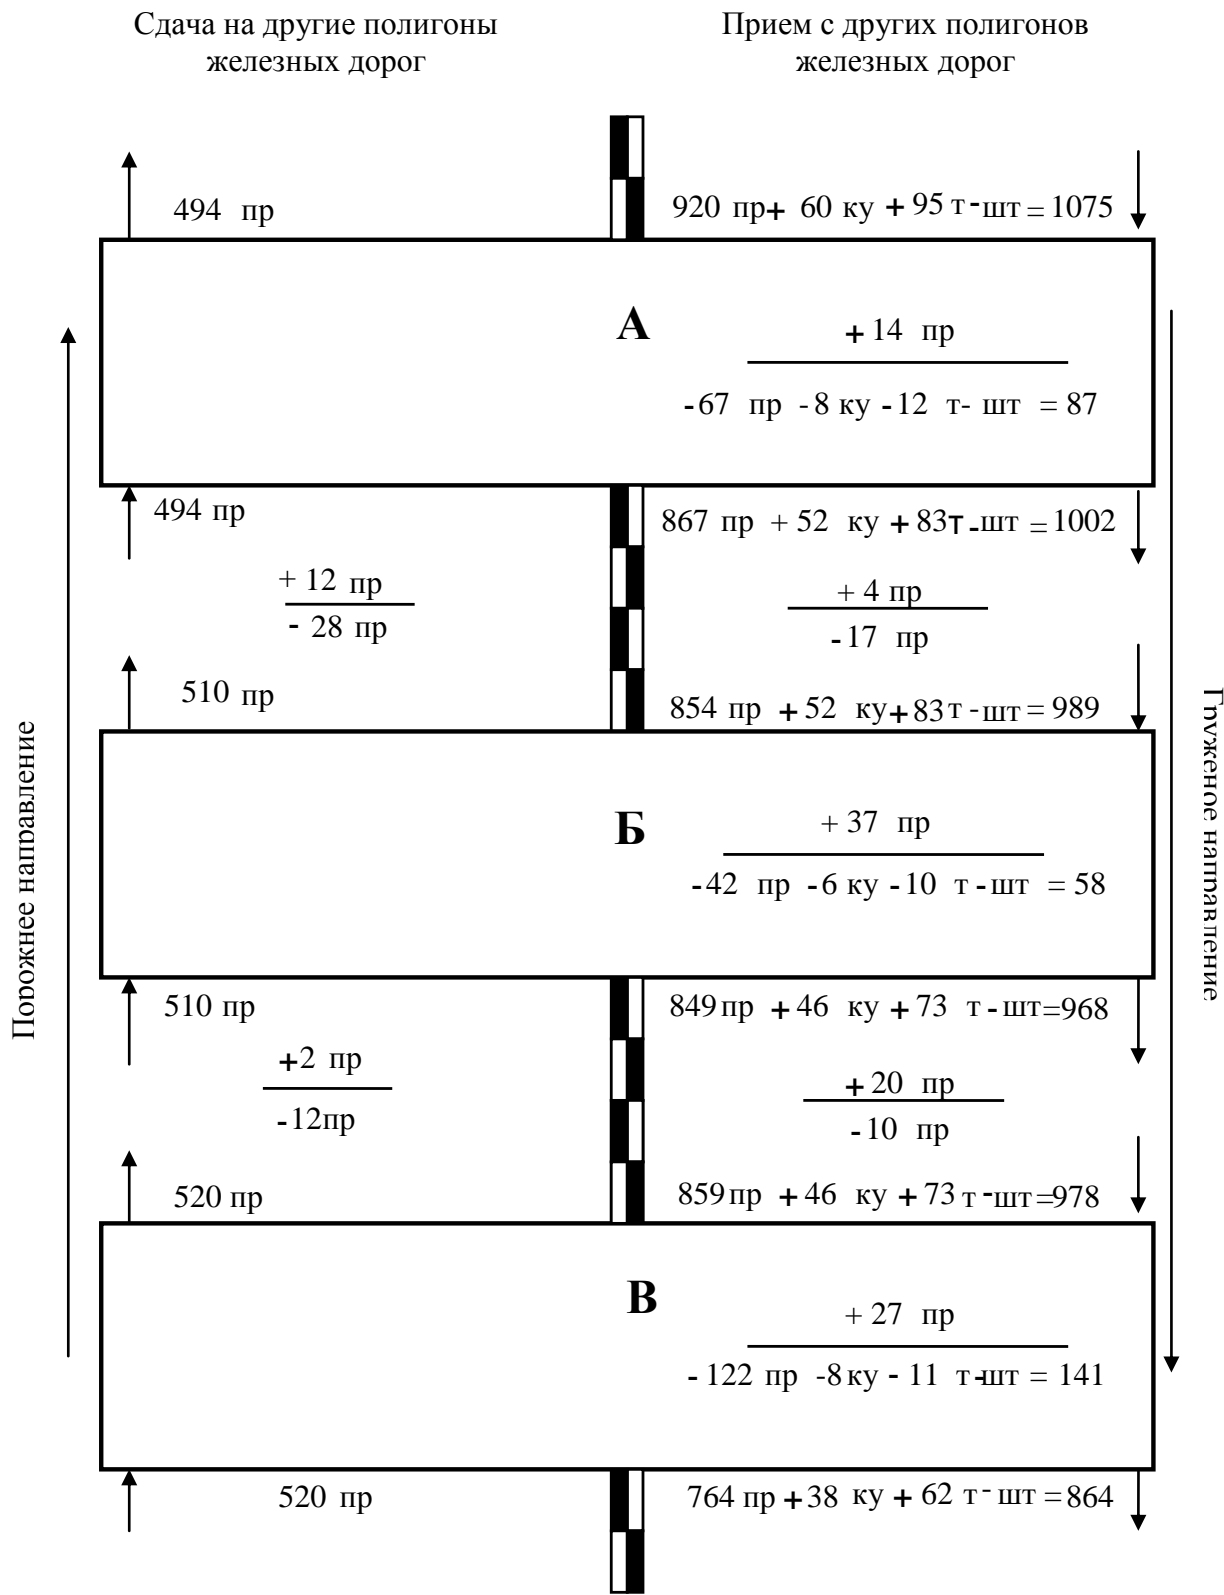 Сдача на другие полигоны
железных дорог
Прием с других полигонов
железных дорог
494 пр
920 пр+ 60 ку + 95 т-шт = 1075
А
+ 14 пр
-67 пр -8 ку -12 т- шт = 87
494 пр
867 пр + 52 ку + 83т-шт = 1002
+ 12 пр
- 28 пр
+ 4 пр
-17 пр
510 пр
854 пр + 52 ку+83 т-шт = 989
Б
+ 37 пр
-42 пр -6 ку -10 т-шт = 58
510 пр
849 пр + 46 ку + 73 т-шт=968
+2 пр
-12пр
+ 20 пр
-10 пр
520 пр
859 пр + 46 ку + 73 т-шт=978
В
+ 27 пр
- 122 пр -8 ку - 11 т-шт = 141
520 пр
764 пр +38 ку + 62 т-шт =864
Порожнее направление
Груженое направление